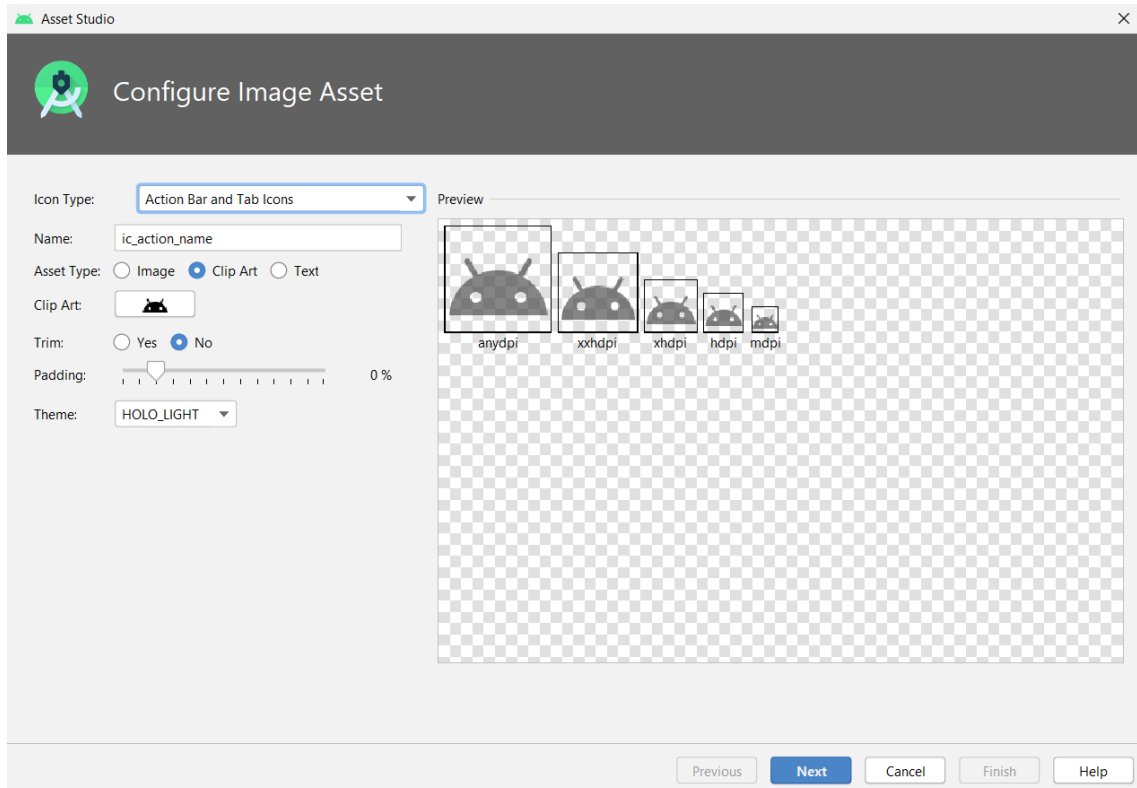 Asset Studio
Configure Image Asset
Icon Type: Action Bar and Tab Icons
Preview
Name: ic_action_name
Asset Type: Image Clip Art Text
Clip Art:
Trim: Yes No
Padding: 0 %
Theme: HOLO_LIGHT
anydpi xxhdpi xhdpi hdpi mdpi
Previous Next Cancel Finish Help